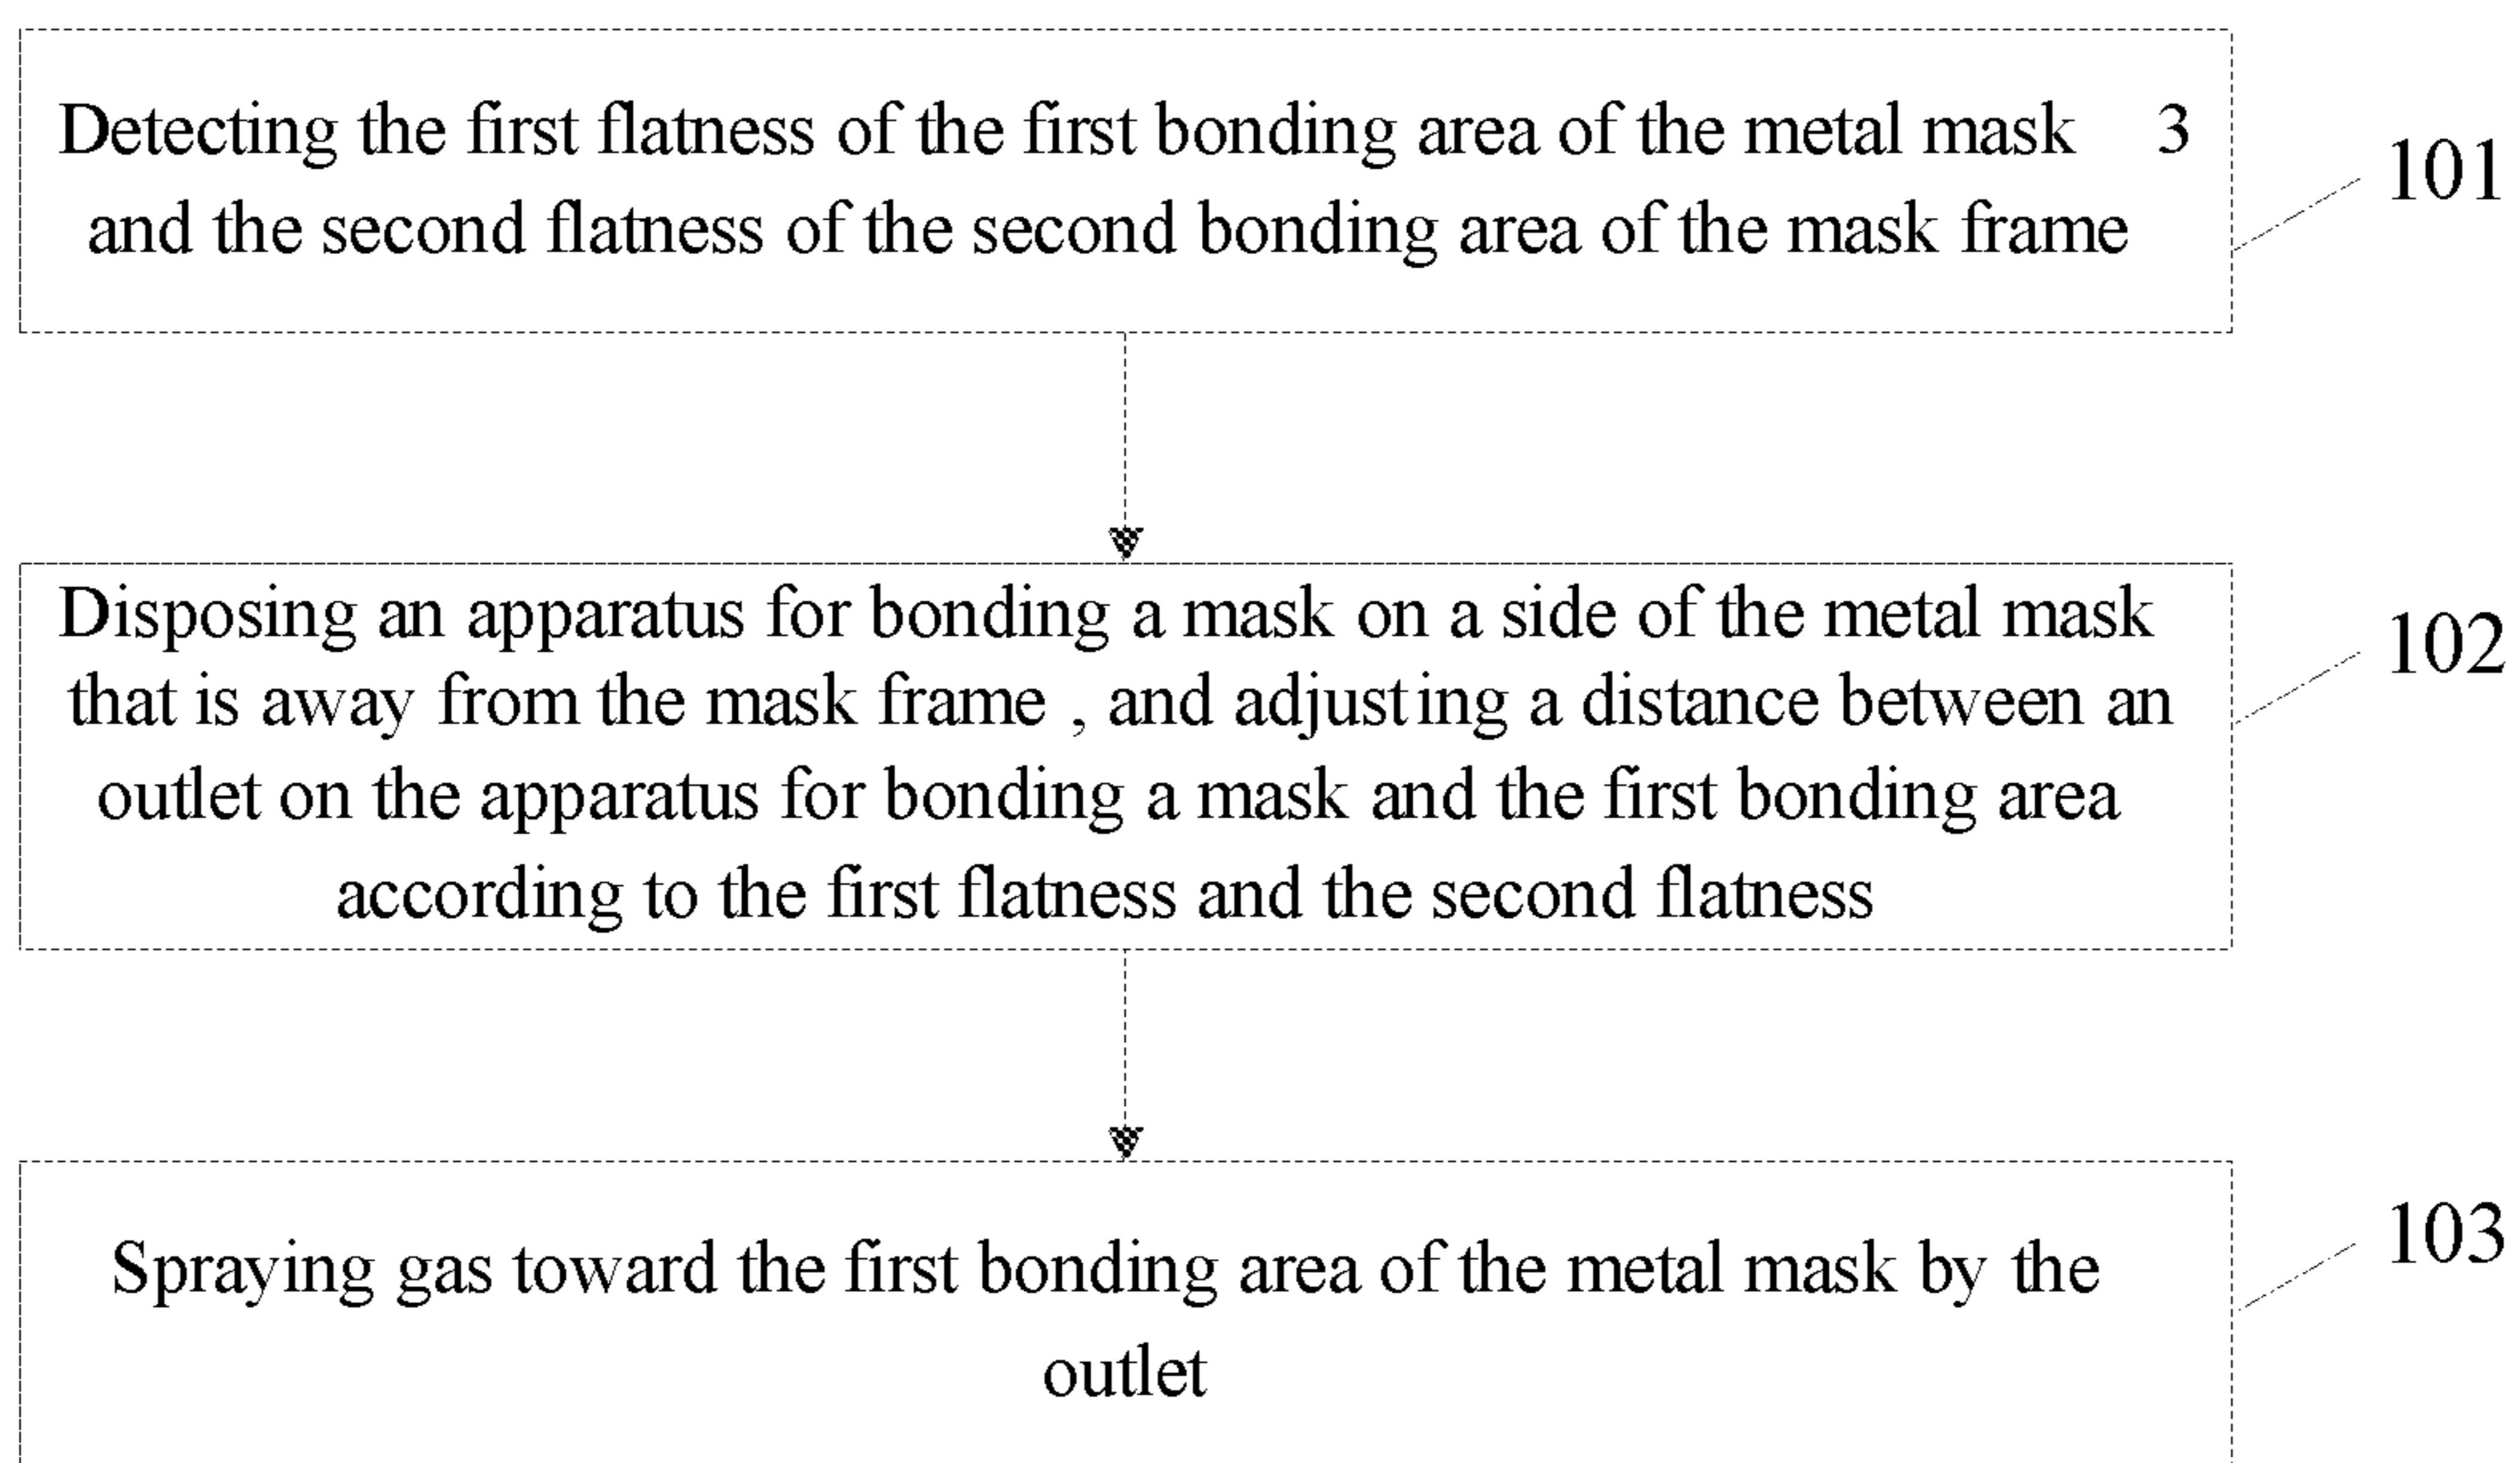 Detecting the first flatness of the first bonding area of the metal mask 3
and the second flatness of the second bonding area of the mask frame
101
Disposing an apparatus for bonding a mask on a side of the metal mask
that is away from the mask frame , and adjusting a distance between an
outlet on the apparatus for bonding a mask and the first bonding area
according to the first flatness and the second flatness
102
Spraying gas toward the first bonding area of the metal mask by the
outlet
103